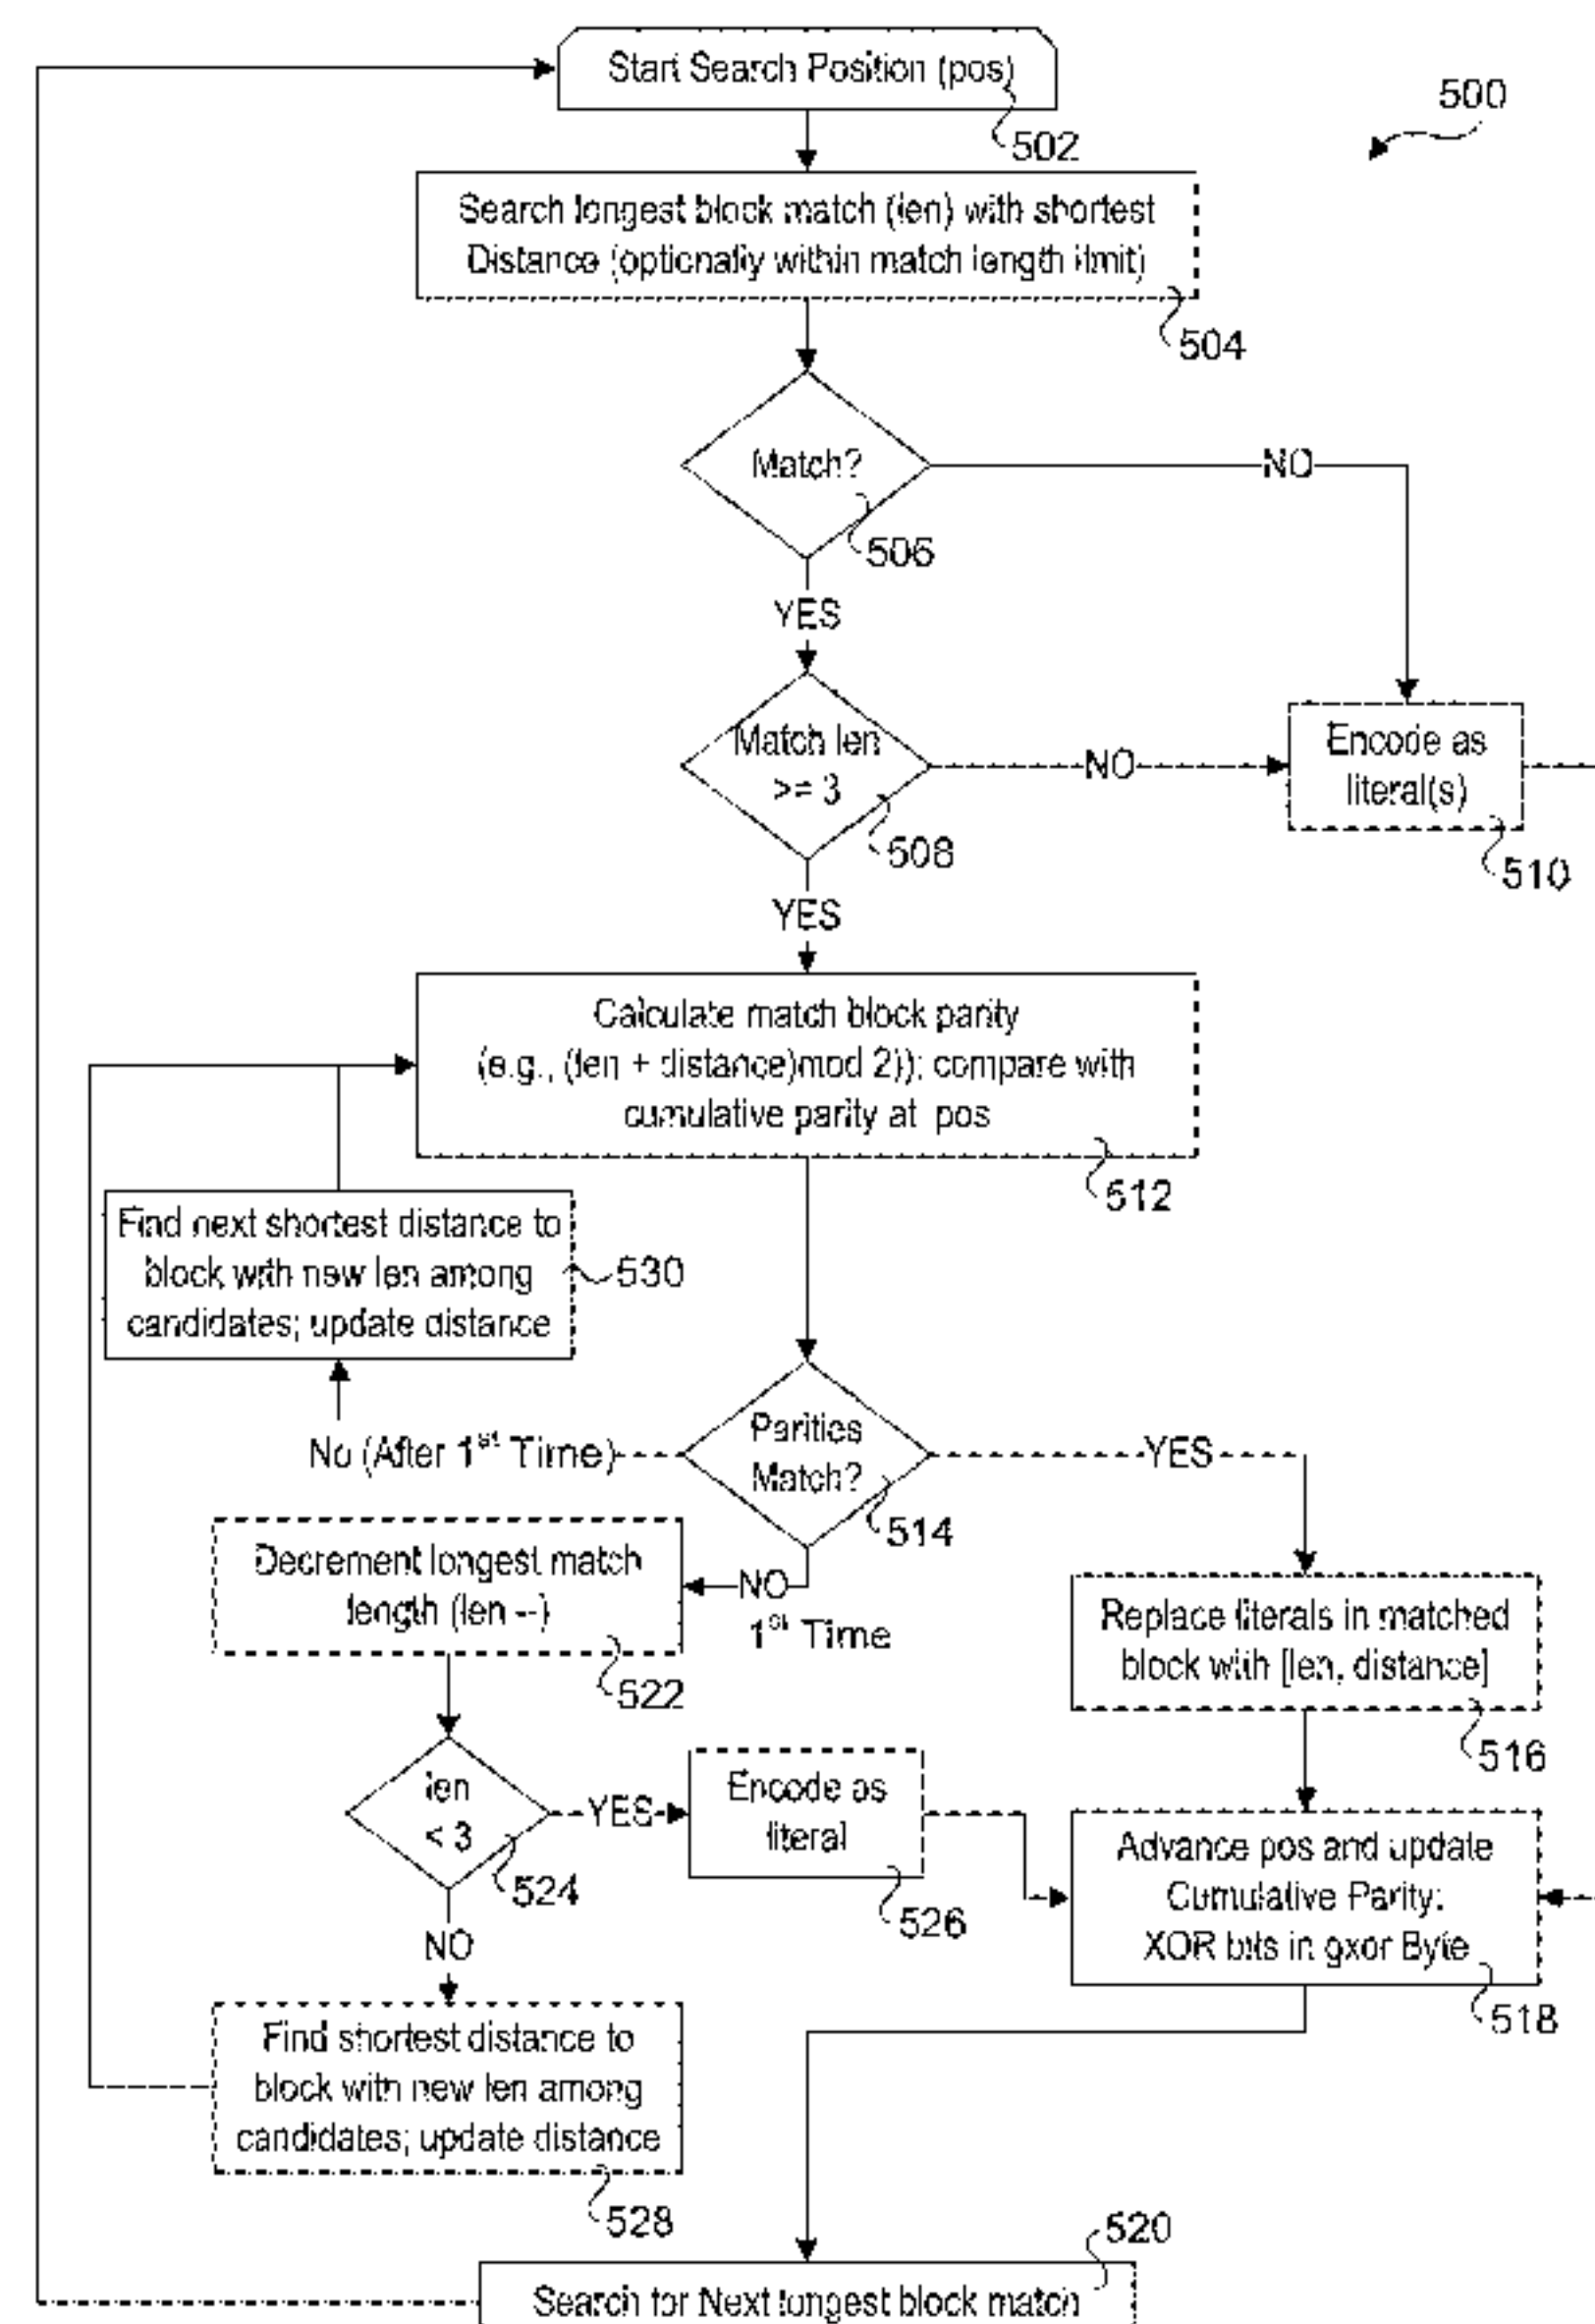 Start Search Position (pos)
500
502
Search longest block match (len) with shortest
Distance (optionally within match length limit)
504
Match?
NO
506
YES
Match len
>= 3
NO
Encode as
literal(s)
508
510
YES
Calculate match block parity
(e.g., (len + distance)mod 2)); compare with
cumulative parity at pos
512
Find next shortest distance to
block with new len among
candidates; update distance
530
Parities
Match?
No (After 1st Time)
YES
514
Decrement longest match
length (len --)
NO
1st Time
522
Replace literals in matched
block with [len, distance]
516
len
< 3
YES
524
Encode as
literal
526
Advance pos and update
Cumulative Parity:
XOR bits in gxor Byte
518
NO
Find shortest distance to
block with new len among
candidates; update distance
528
520
Search for Next longest block match